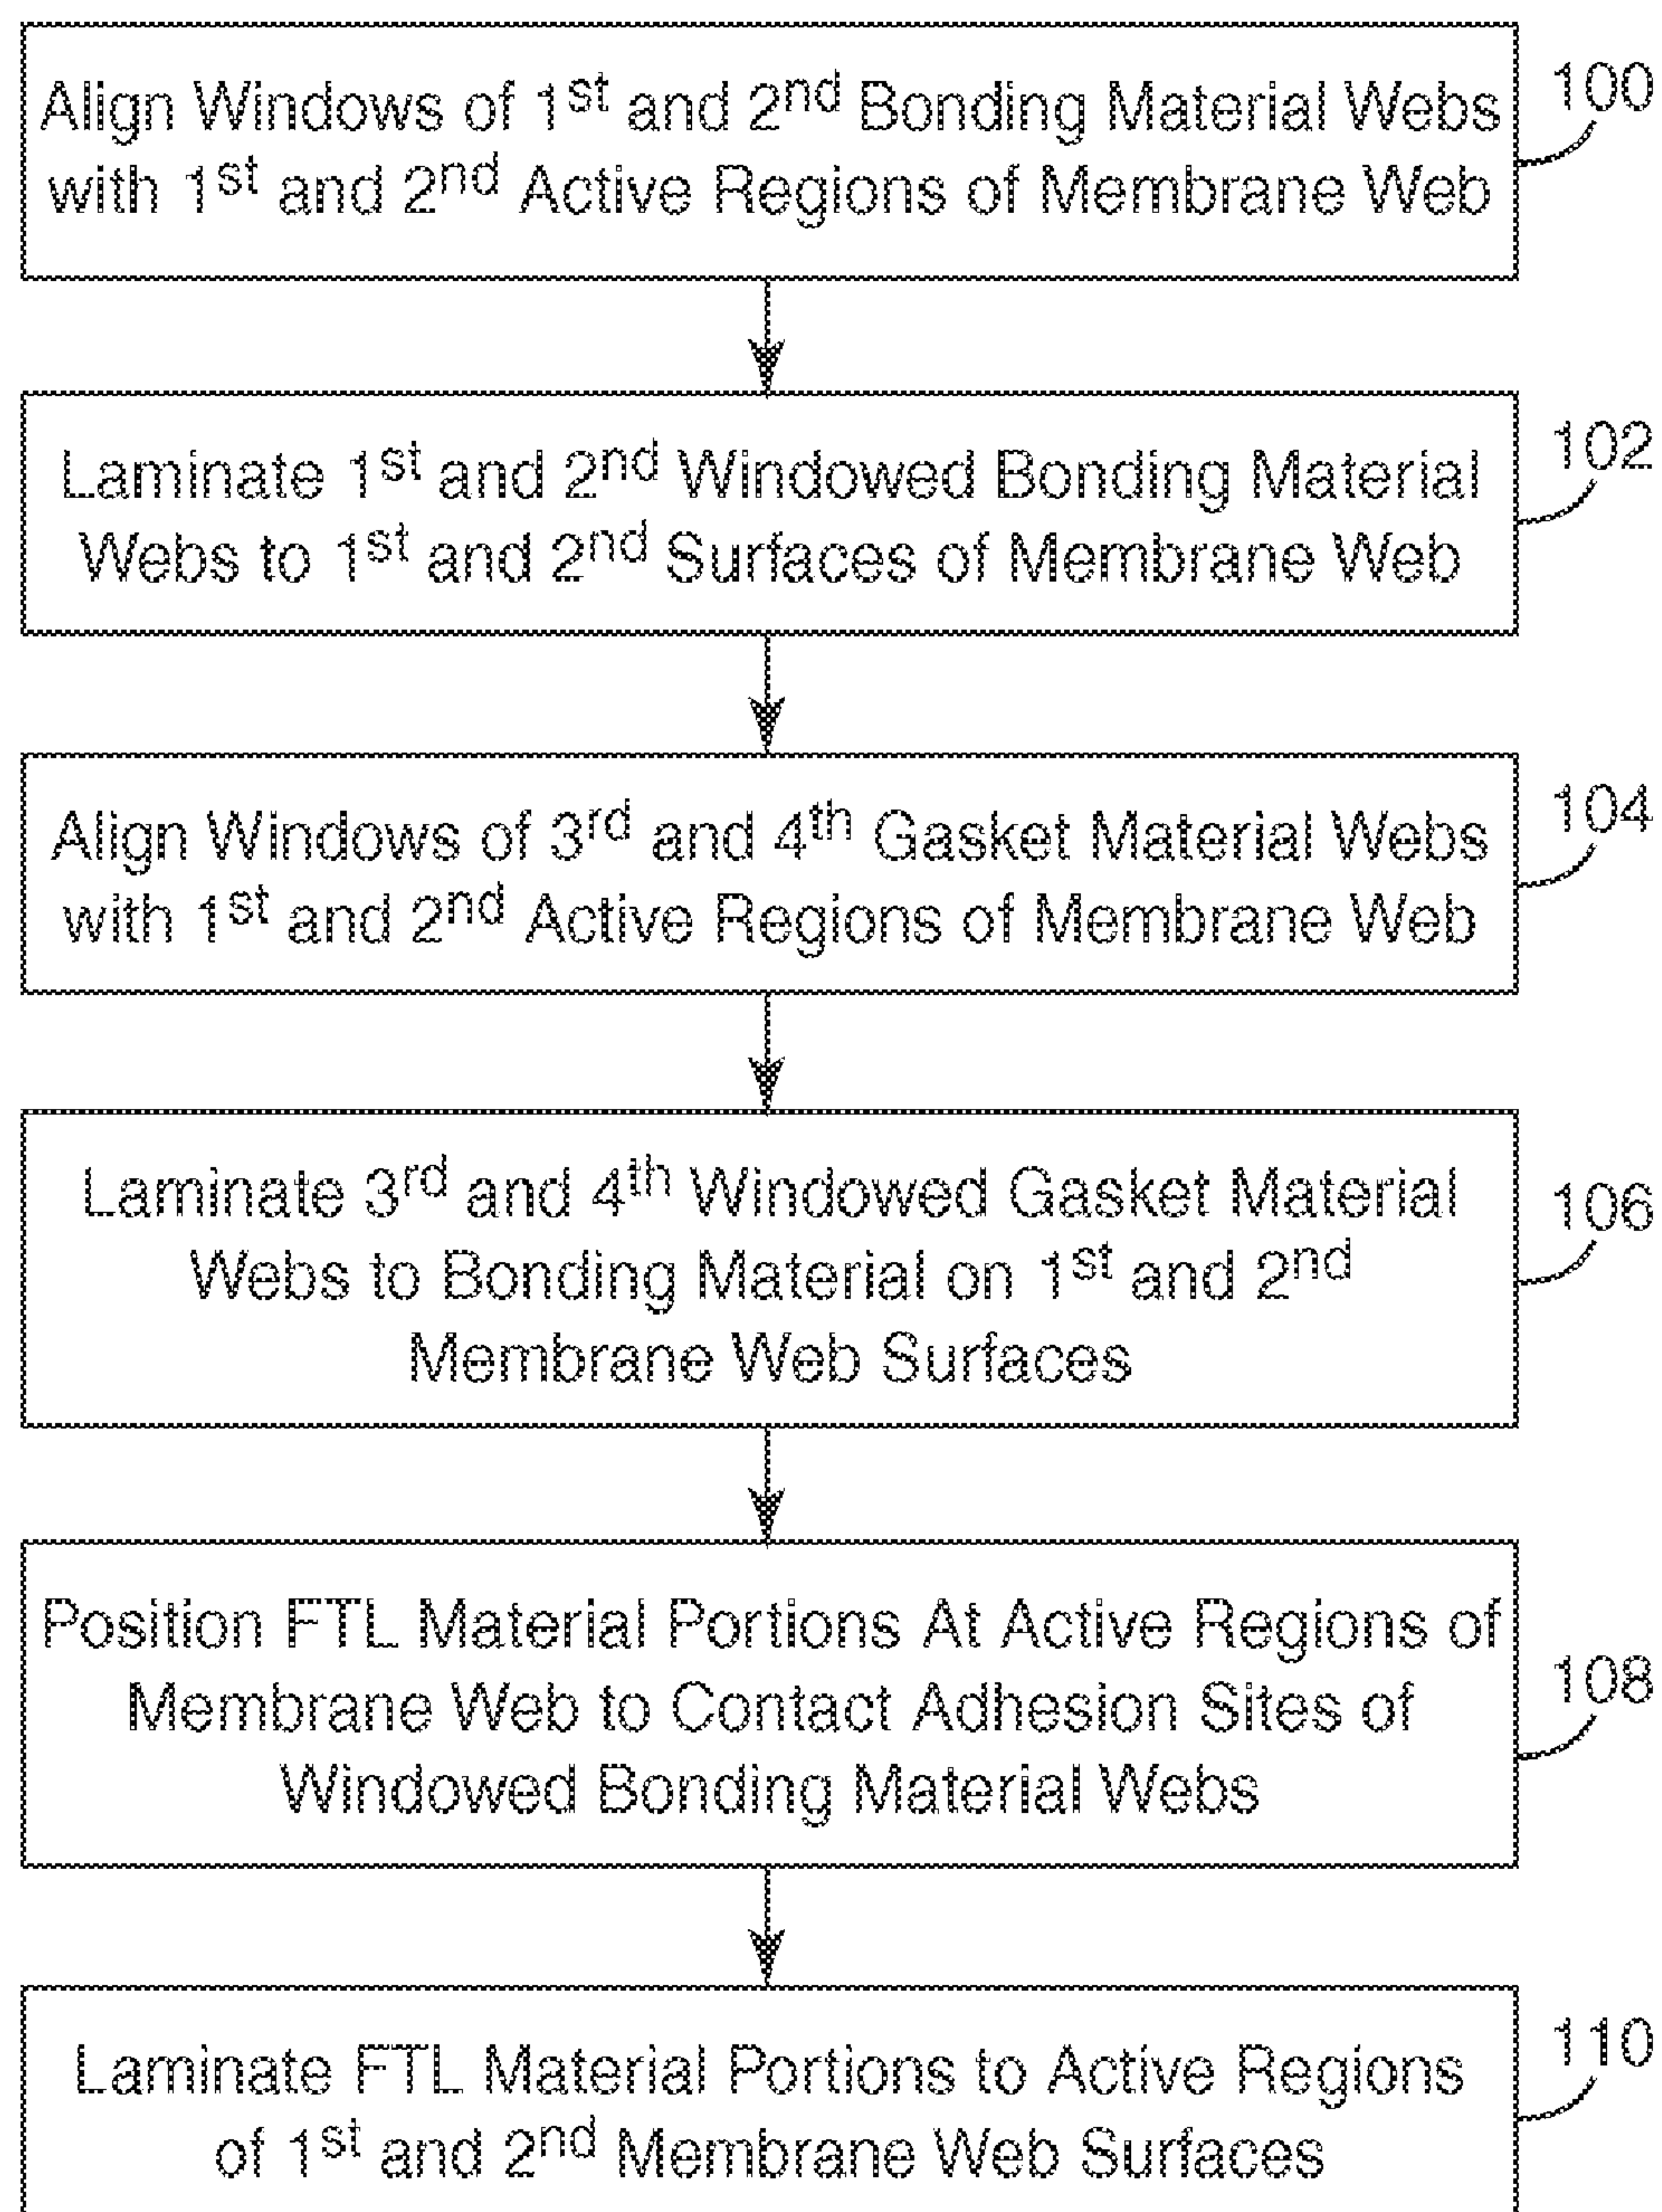 Align Windows of 1st and 2nd Bonding Material Webs
with 1st and 2nd Active Regions of Membrane Web
100
Laminate 1st and 2nd Windowed Bonding Material
Webs to 1st and 2nd Surfaces of Membrane Web
102
Align Windows of 3rd and 4th Gasket Material Webs
with 1st and 2nd Active Regions of Membrane Web
104
Laminate 3rd and 4th Windowed Gasket Material
Webs to Bonding Material on 1st and 2nd
Membrane Web Surfaces
106
Position FTL Material Portions At Active Regions of
Membrane Web to Contact Adhesion Sites of
Windowed Bonding Material Webs
108
Laminate FTL Material Portions to Active Regions
of 1st and 2nd Membrane Web Surfaces
110